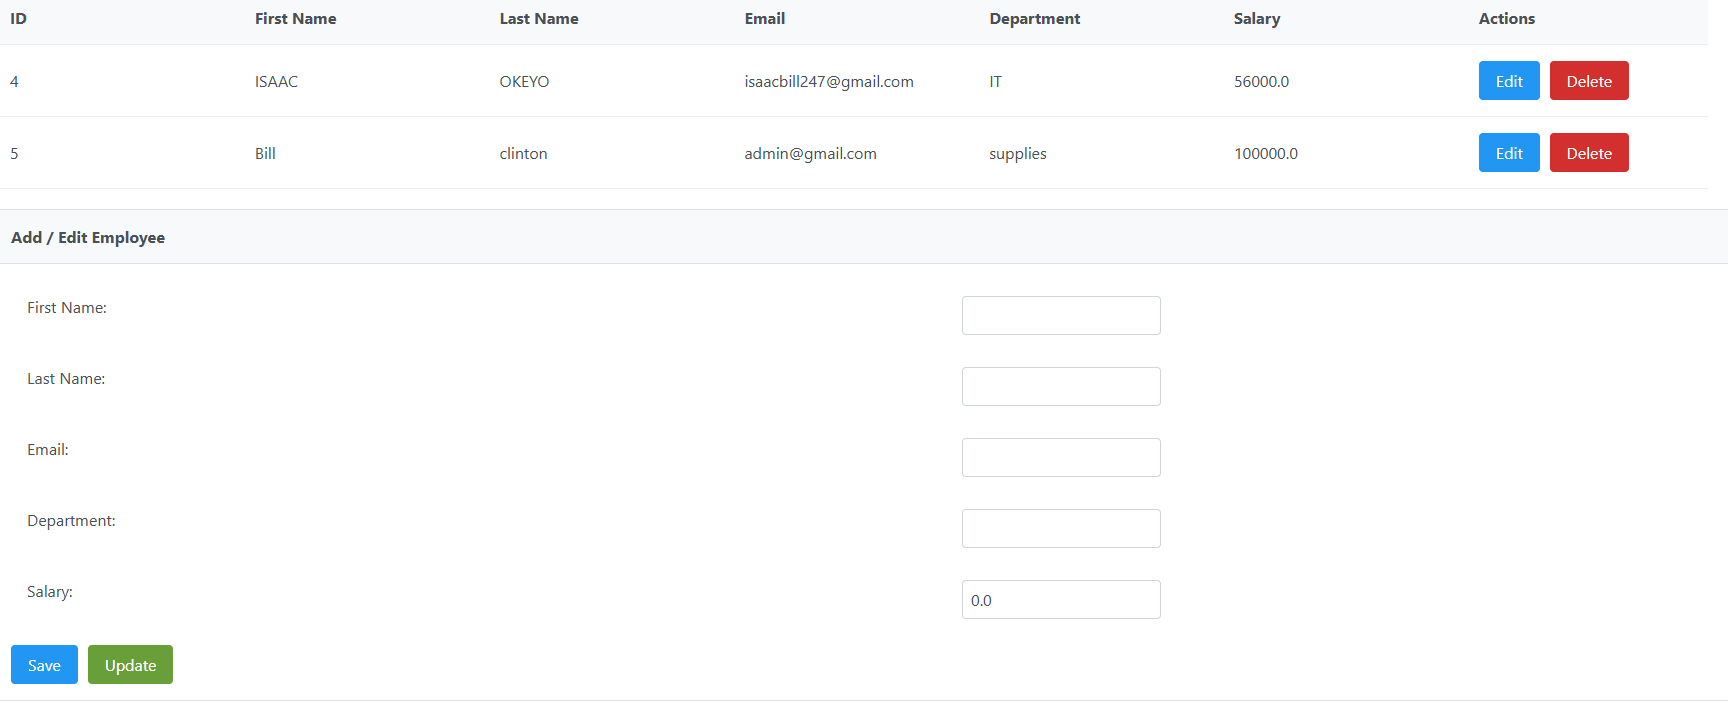 ID First Name Last Name Email Department Salary Actions
4 ISAAC OKEYO isaacbill247@gmail.com IT 56000.0 Edit Delete
5 Bill clinton admin@gmail.com supplies 100000.0 Edit Delete
Add / Edit Employee
First Name:
Last Name:
Email:
Department:
Salary: 0.0
Save Update